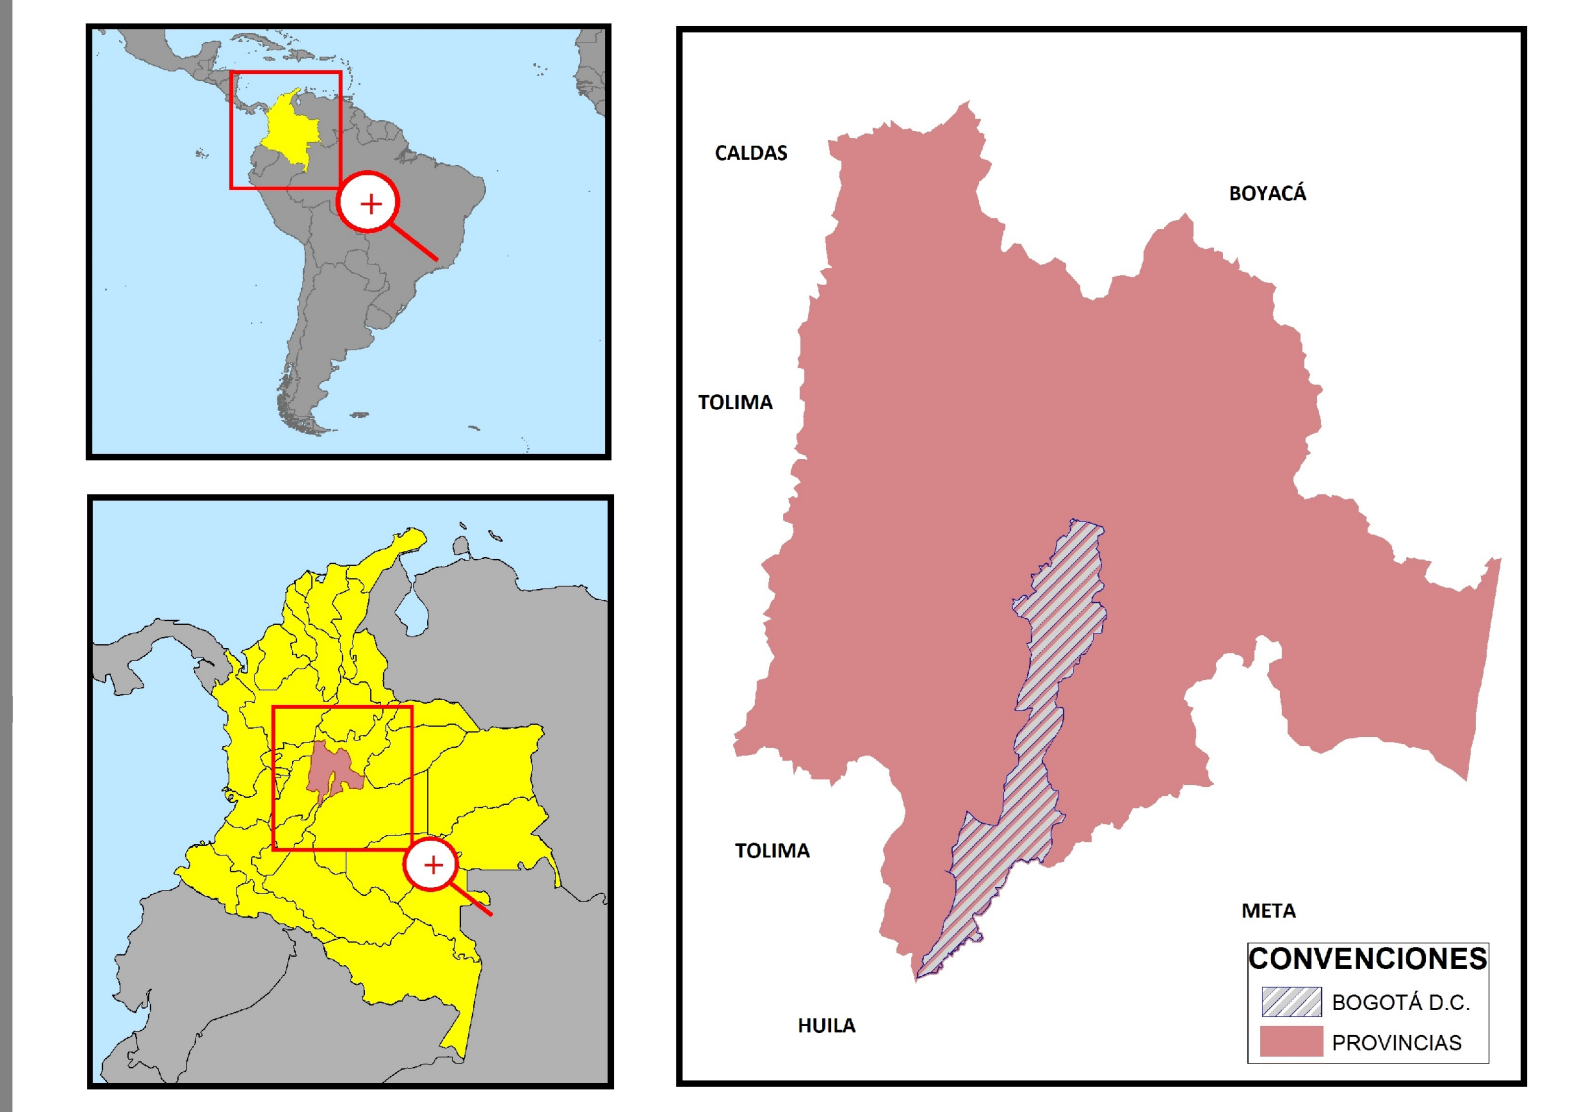 CALDAS
BOYACÁ
TOLIMA
TOLIMA
META
HUILA
CONVENCIONES
BOGOTÁ D.C.
PROVINCIAS